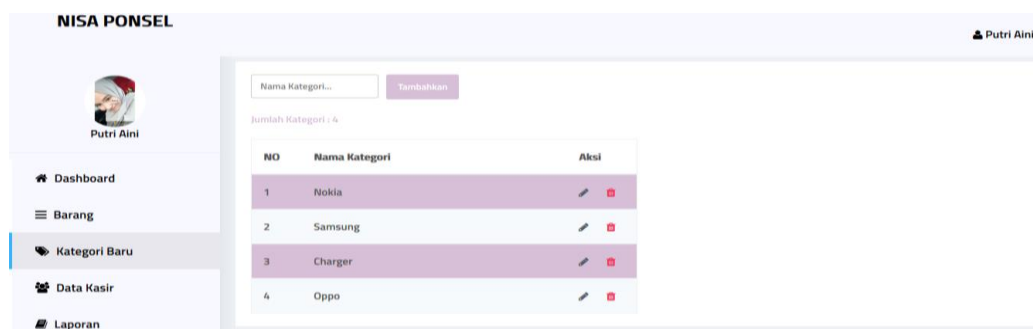 NISA PONSEL
Putri Aini
Putri Aini
Dashboard
Barang
Kategori Baru
Data Kasir
Laporan
Nama Kategori... Tambahkan
Jumlah Kategori : 4
NO Nama Kategori Aksi
1 Nokia
2 Samsung
3 Charger
4 Oppo